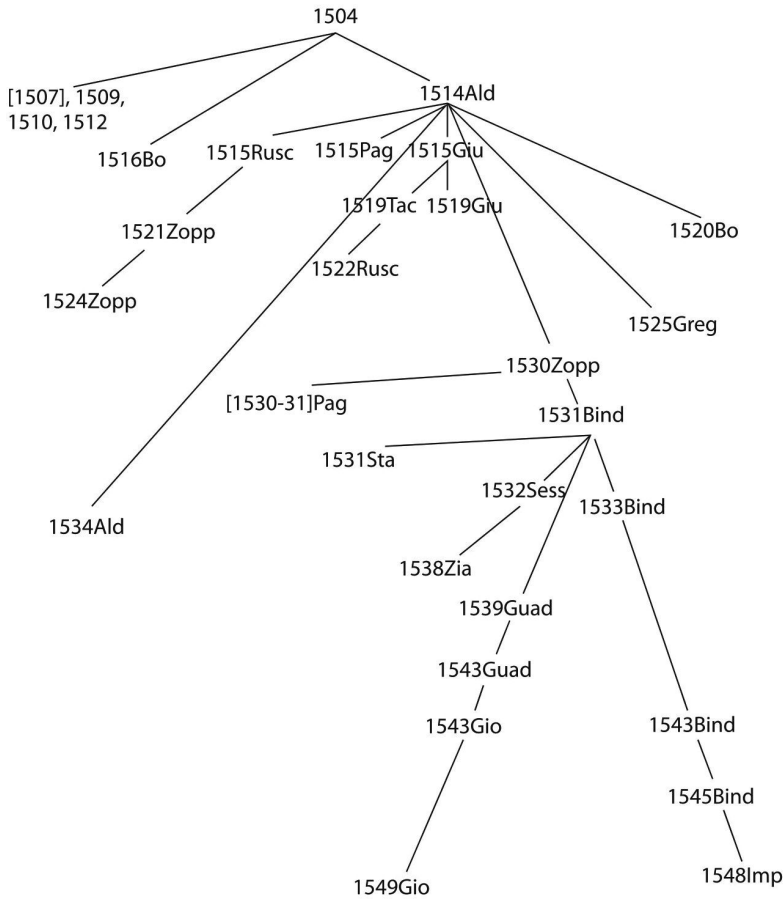 1504
[1507], 1509,
1510, 1512
1514Ald
1516Bo
1515Rusc
1515Pag
1515Giu
1519Tac
1519Giu
1520Bo
1521Zopp
1522Rusc
1524Zopp
1525Greg
1530Zopp
[1530-31]Pag
1531Bind
1531Sta
1532Sess
1533Bind
1534Ald
1538Zia
1539Guad
1543Guad
1543Gio
1543Bind
1545Bind
1548Imp
1549Gio